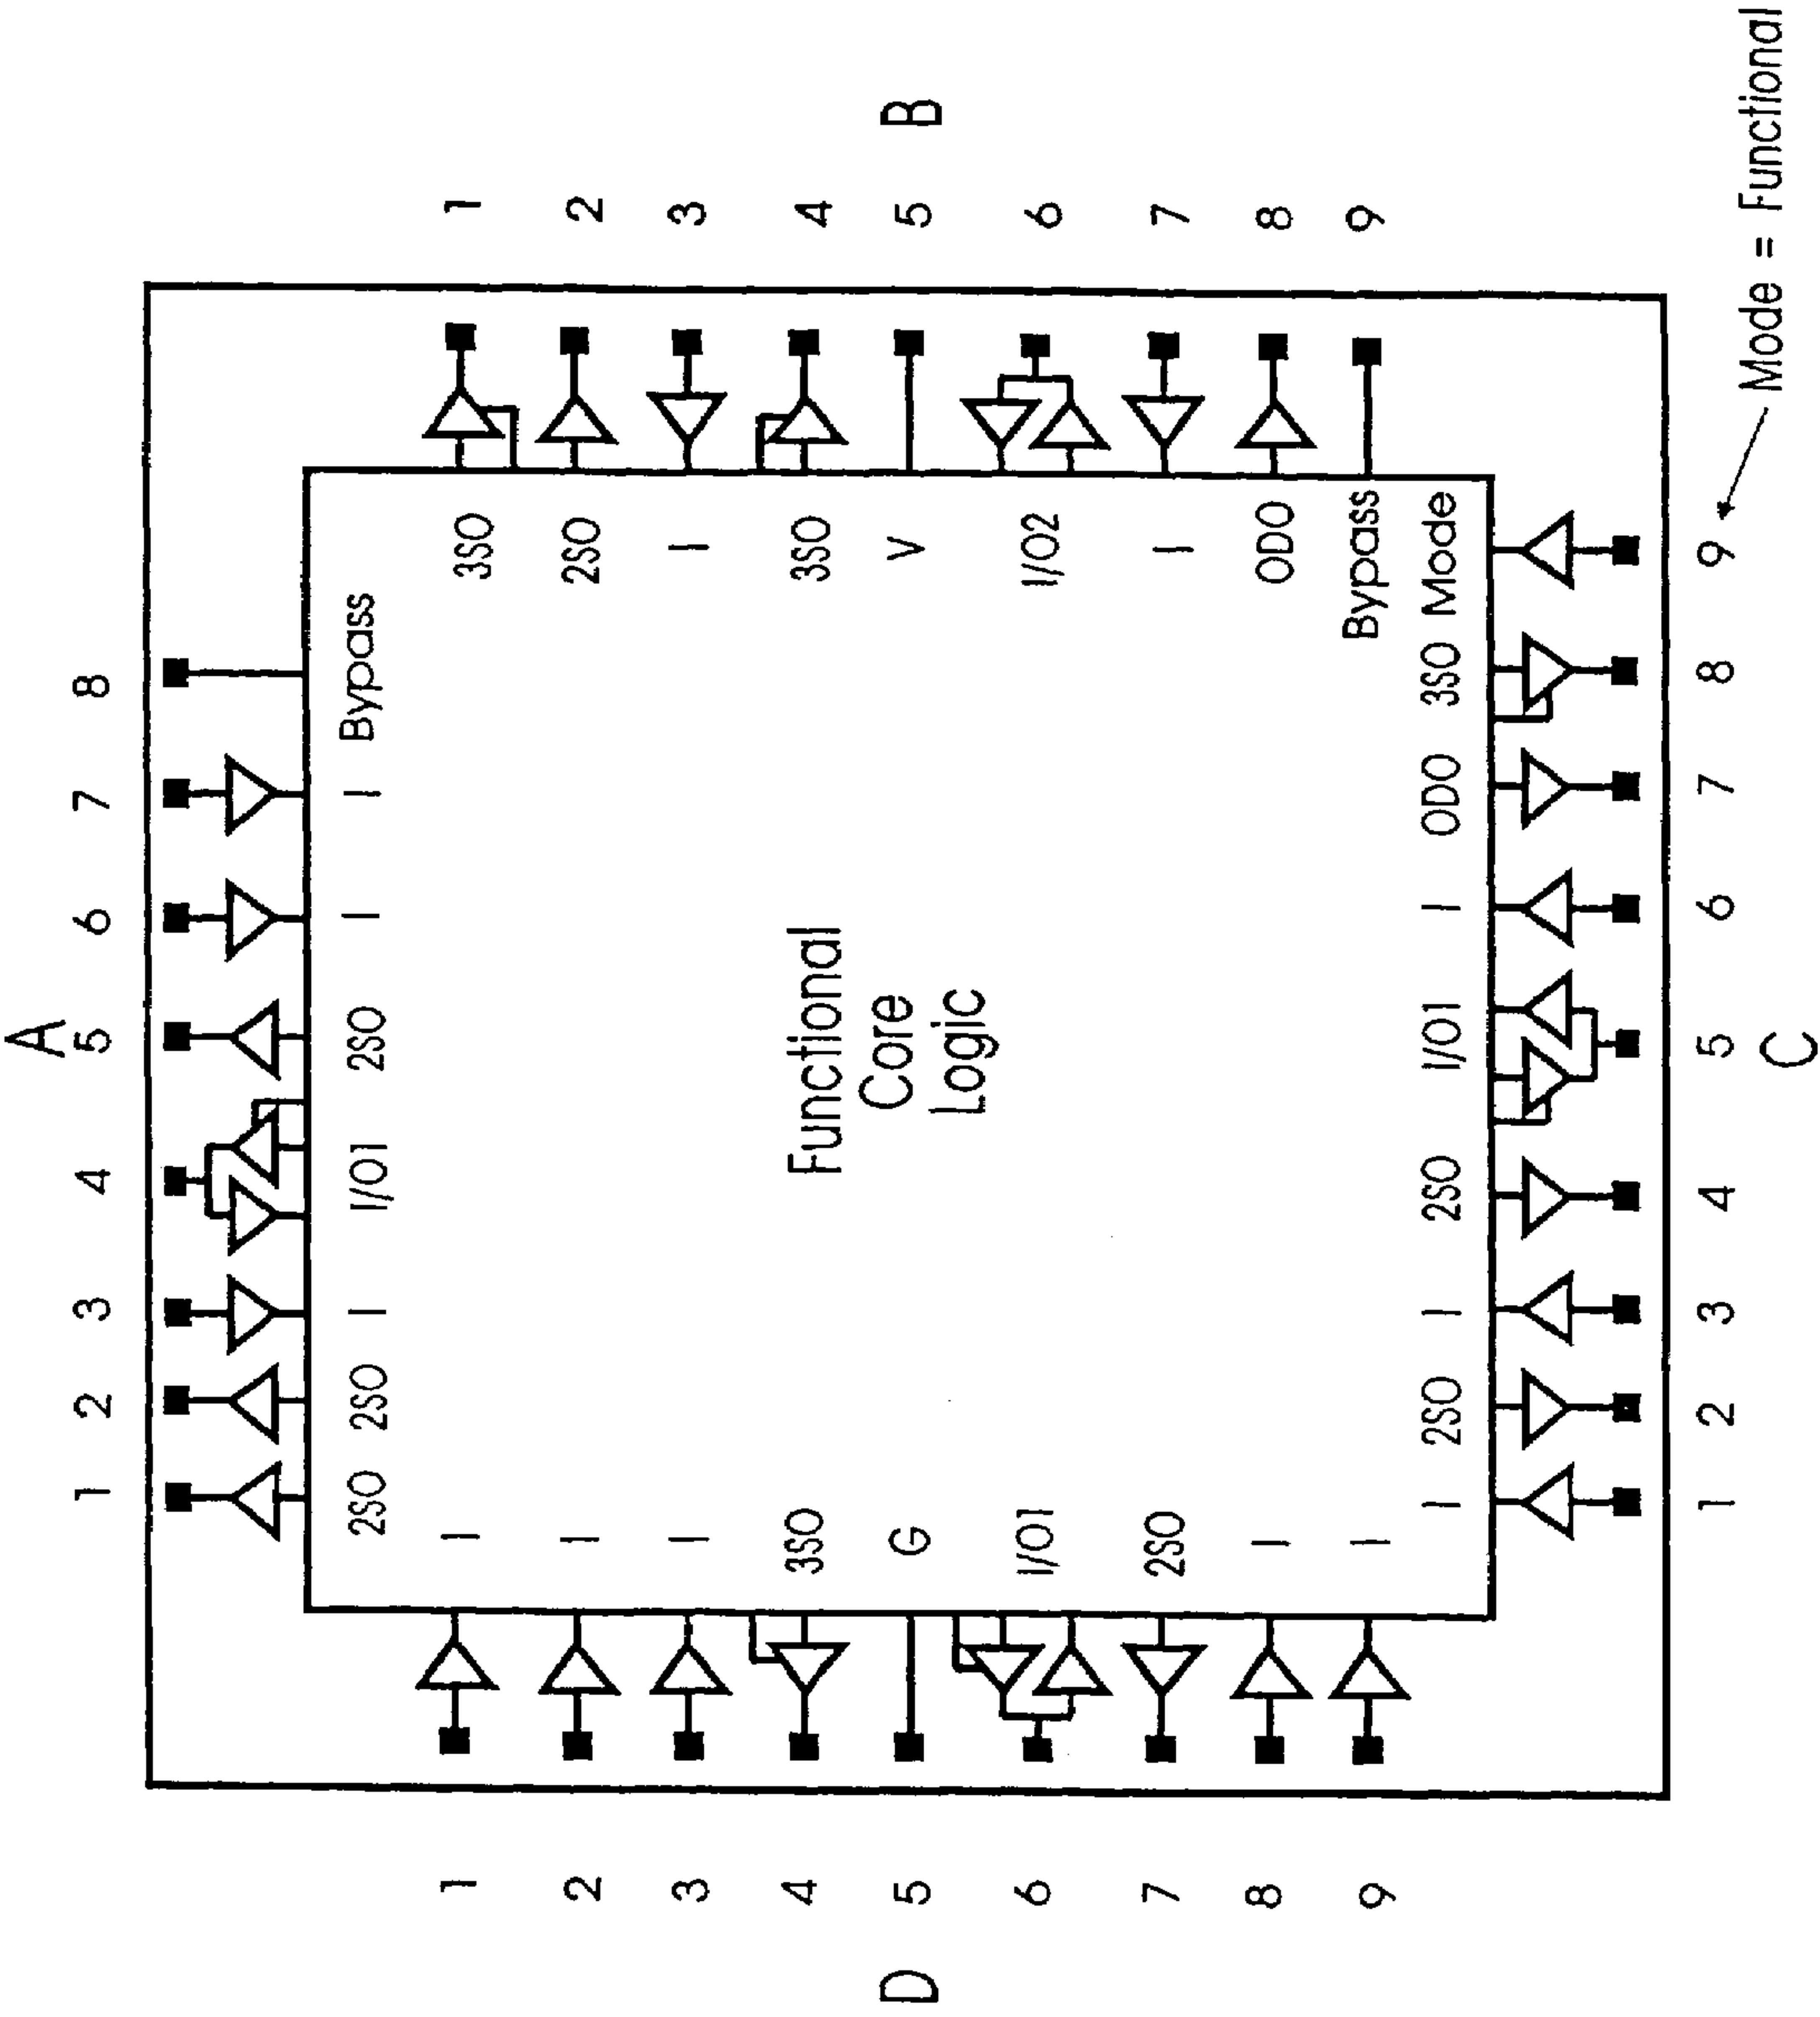 A
1 2 3 4 5 6 7 8
2SO 2SO I I/O1 2SO I I Bypass
D
1 I 3SO 1
2 I 2SO 2
3 I I 3
4 3SO 3SO 4
5 G V 5
6 I/O1 I/O2 6
7 2SO I 7
8 I ODO 8
9 I Bypass 9
B
Functional
Core
Logic
I 2SO I 2SO I/O1 I ODO 3SO Mode
1 2 3 4 5 6 7 8 9
C
Mode = Functional